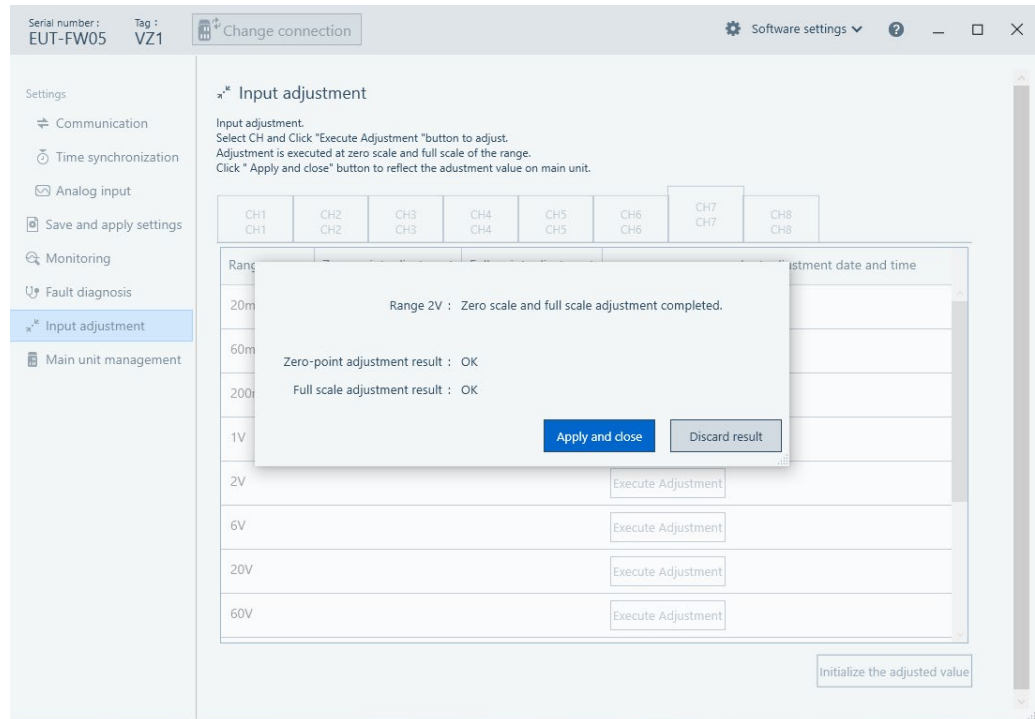 Serial number :
EUT-FW05
Tag :
VZ1
Change connection
Software settings
Settings
Communication
Time synchronization
Analog input
Save and apply settings
Monitoring
Fault diagnosis
Input adjustment
Main unit management
Input adjustment
Input adjustment.
Select CH and Click "Execute Adjustment "button to adjust.
Adjustment is executed at zero scale and full scale of the range.
Click " Apply and close" button to reflect the adustment value on main unit.
CH1
CH1
CH2
CH2
CH3
CH3
CH4
CH4
CH5
CH5
CH6
CH6
CH7
CH7
CH8
CH8
date and time
Range 2V : Zero scale and full scale adjustment completed.
Zero-point adjustment result : OK
Full scale adjustment result : OK
Apply and close
Discard result
1V
2V
Execute Adjustment
6V
Execute Adjustment
20V
Execute Adjustment
60V
Execute Adjustment
Initialize the adjusted value